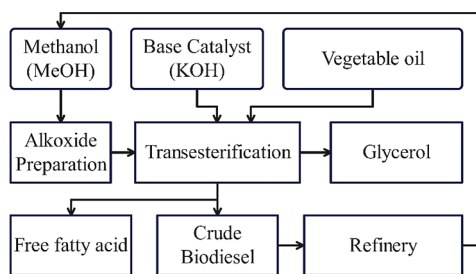 Methanol
(MeOH)
Base Catalyst
(KOH)
Vegetable oil
Alkoxide
Preparation
Transesterification
Glycerol
Free fatty acid
Crude
Biodiesel
Refinery